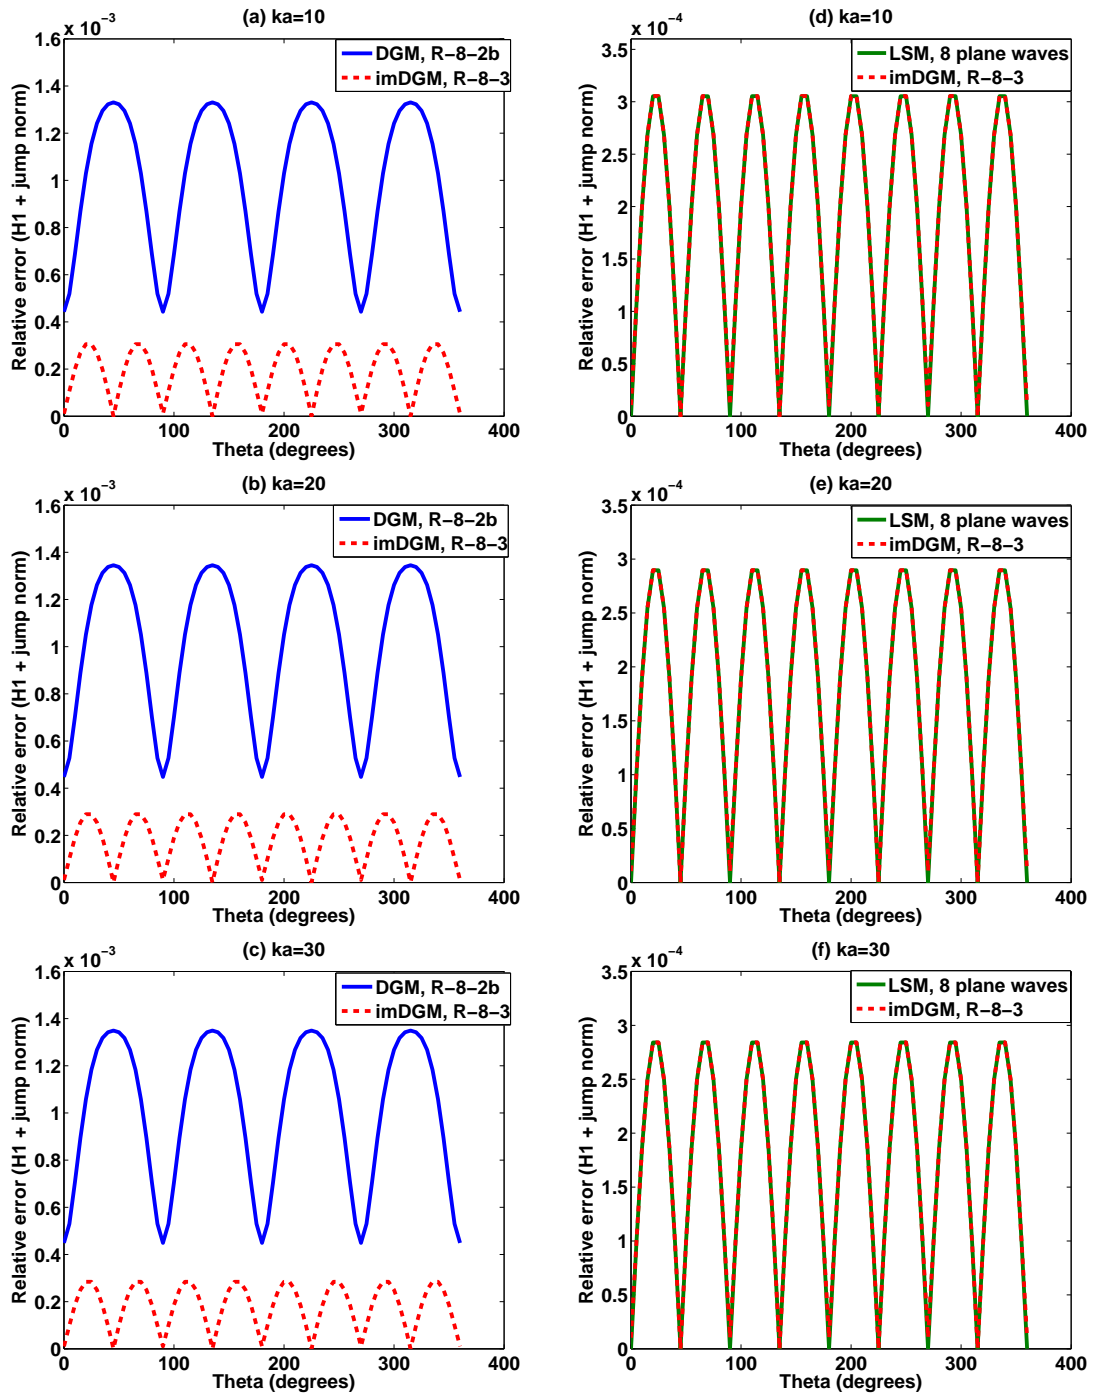 (a) ka=10
x 10⁻³
1.6
1.4
1.2
1
0.8
0.6
0.4
0.2
0
Relative error (H1 + jump norm)
DGM, R−8−2b
imDGM, R−8−3
0 100 200 300 400
Theta (degrees)
(d) ka=10
x 10⁻⁴
3.5
3
2.5
2
1.5
1
0.5
0
Relative error (H1 + jump norm)
LSM, 8 plane waves
imDGM, R−8−3
0 100 200 300 400
Theta (degrees)
(b) ka=20
x 10⁻³
1.6
1.4
1.2
1
0.8
0.6
0.4
0.2
0
Relative error (H1 + jump norm)
DGM, R−8−2b
imDGM, R−8−3
0 100 200 300 400
Theta (degrees)
(e) ka=20
x 10⁻⁴
3.5
3
2.5
2
1.5
1
0.5
0
Relative error (H1 + jump norm)
LSM, 8 plane waves
imDGM, R−8−3
0 100 200 300 400
Theta (degrees)
(c) ka=30
x 10⁻³
1.6
1.4
1.2
1
0.8
0.6
0.4
0.2
0
Relative error (H1 + jump norm)
DGM, R−8−2b
imDGM, R−8−3
0 100 200 300 400
Theta (degrees)
(f) ka=30
x 10⁻⁴
3.5
3
2.5
2
1.5
1
0.5
0
Relative error (H1 + jump norm)
LSM, 8 plane waves
imDGM, R−8−3
0 100 200 300 400
Theta (degrees)